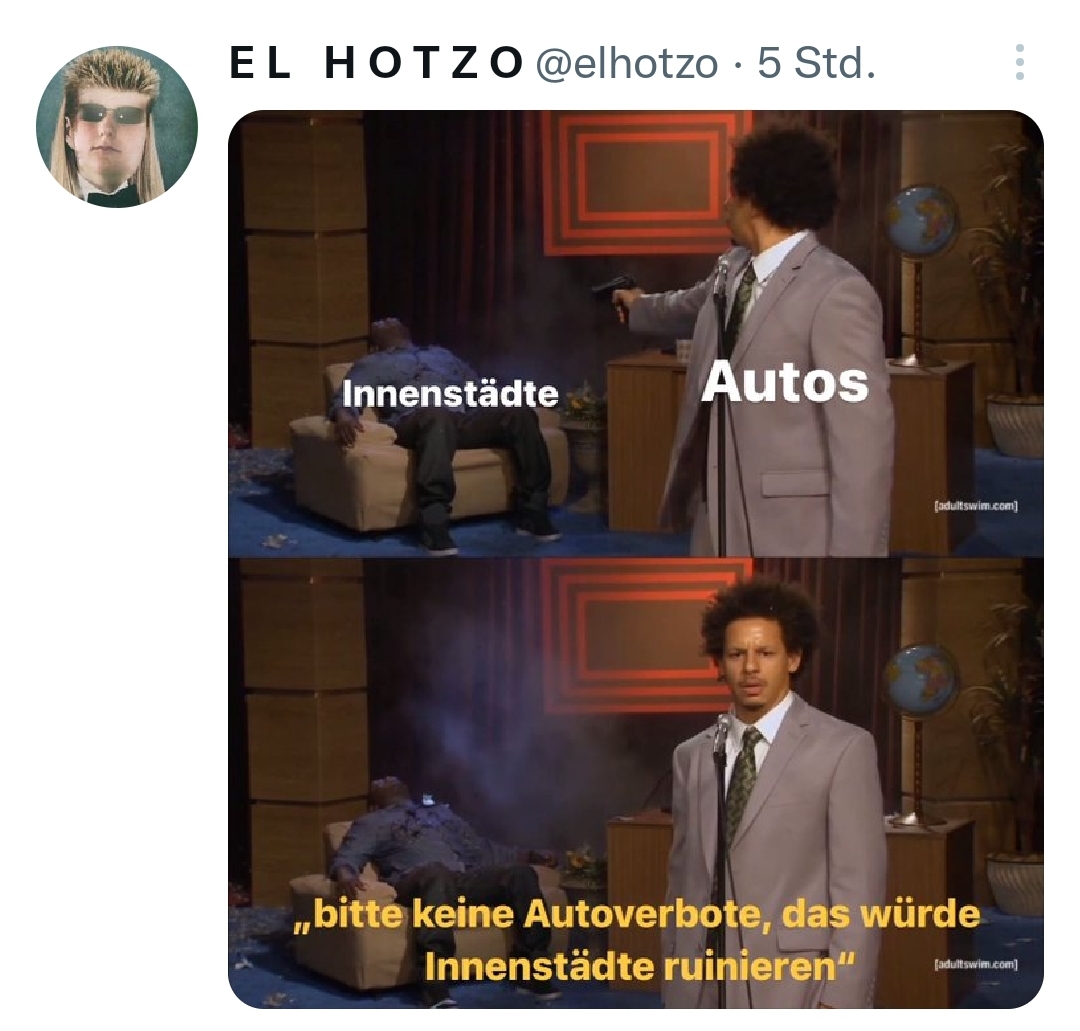 EL HOTZO @elhotzo · 5 Std.
Innenstädte
Autos
[adultswim.com]
„bitte keine Autoverbote, das würde
Innenstädte ruinieren“
[adultswim.com]